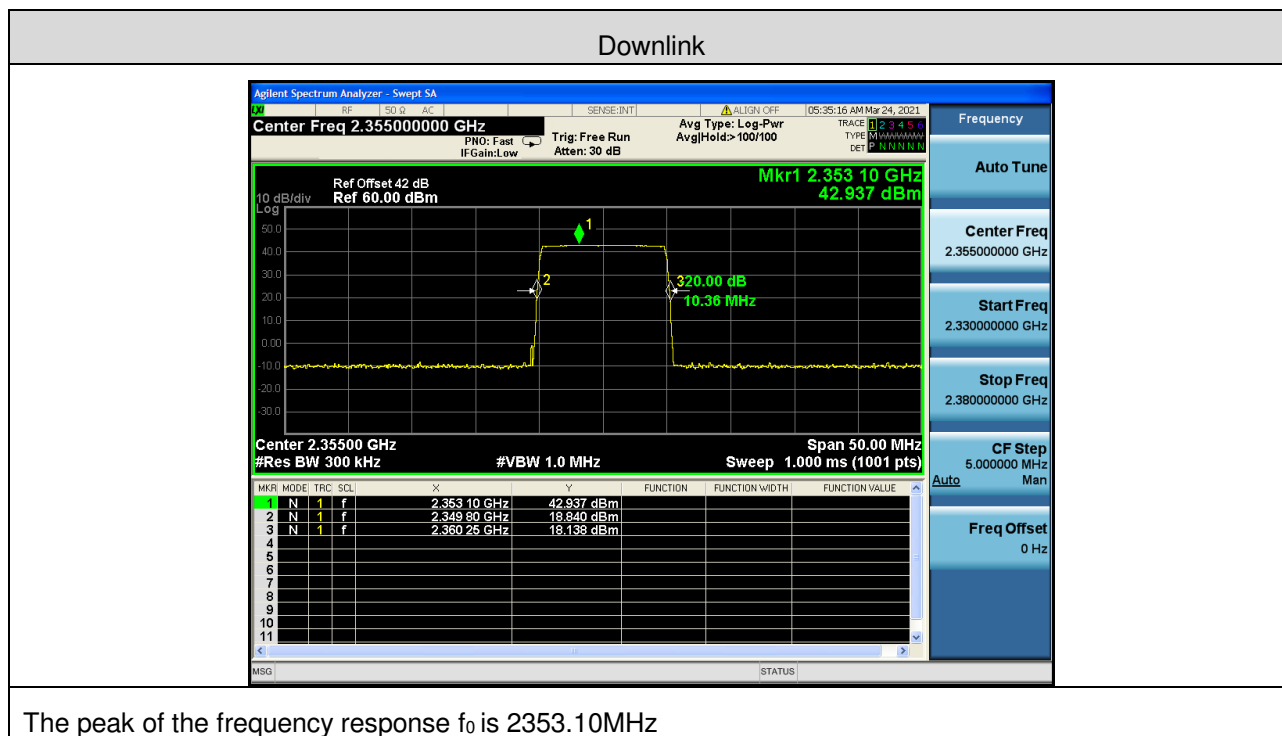 Downlink
Agilent Spectrum Analyzer - Swept SA
LXI RF 50 Ω AC SENSE:INT ALIGN OFF 05:35:16 AM Mar 24, 2021
Center Freq 2.355000000 GHz
PNO: Fast
IFGain:Low
Trig: Free Run
Atten: 30 dB
Avg Type: Log-Pwr
Avg|Hold:>100/100
TRACE 1 2 3 4 5 6
TYPE M
DET P N N N N N
Frequency
Auto Tune
Center Freq
2.355000000 GHz
Start Freq
2.330000000 GHz
Stop Freq
2.380000000 GHz
CF Step
5.000000 MHz
Auto Man
Freq Offset
0 Hz
Mkr1 2.353 10 GHz
42.937 dBm
Ref Offset 42 dB
10 dB/div Ref 60.00 dBm
Log
50.0
40.0
30.0
20.0
10.0
0.00
-10.0
-20.0
-30.0
1
2
3
20.00 dB
10.36 MHz
Center 2.35500 GHz Span 50.00 MHz
#Res BW 300 kHz #VBW 1.0 MHz Sweep 1.000 ms (1001 pts)
MKR MODE TRC SCL X Y FUNCTION FUNCTION WIDTH FUNCTION VALUE
1 N 1 f 2.353 10 GHz 42.937 dBm
2 N 1 f 2.349 80 GHz 18.840 dBm
3 N 1 f 2.360 25 GHz 18.138 dBm
4
5
6
7
8
9
10
11
MSG STATUS
The peak of the frequency response f₀ is 2353.10MHz